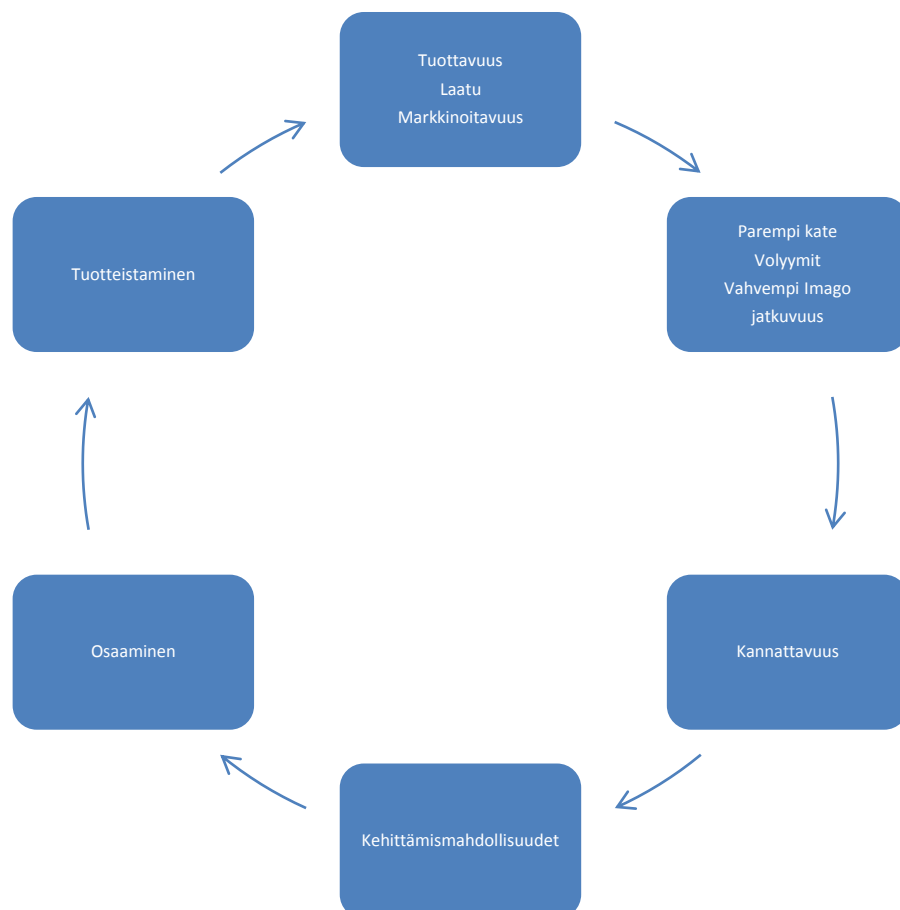 Tuottavuus
Laatu
Markkinoitavuus
Parempi kate
Volyymit
Vahvempi Imago
jatkuvuus
Kannattavuus
Kehittämismahdollisuudet
Osaaminen
Tuotteistaminen